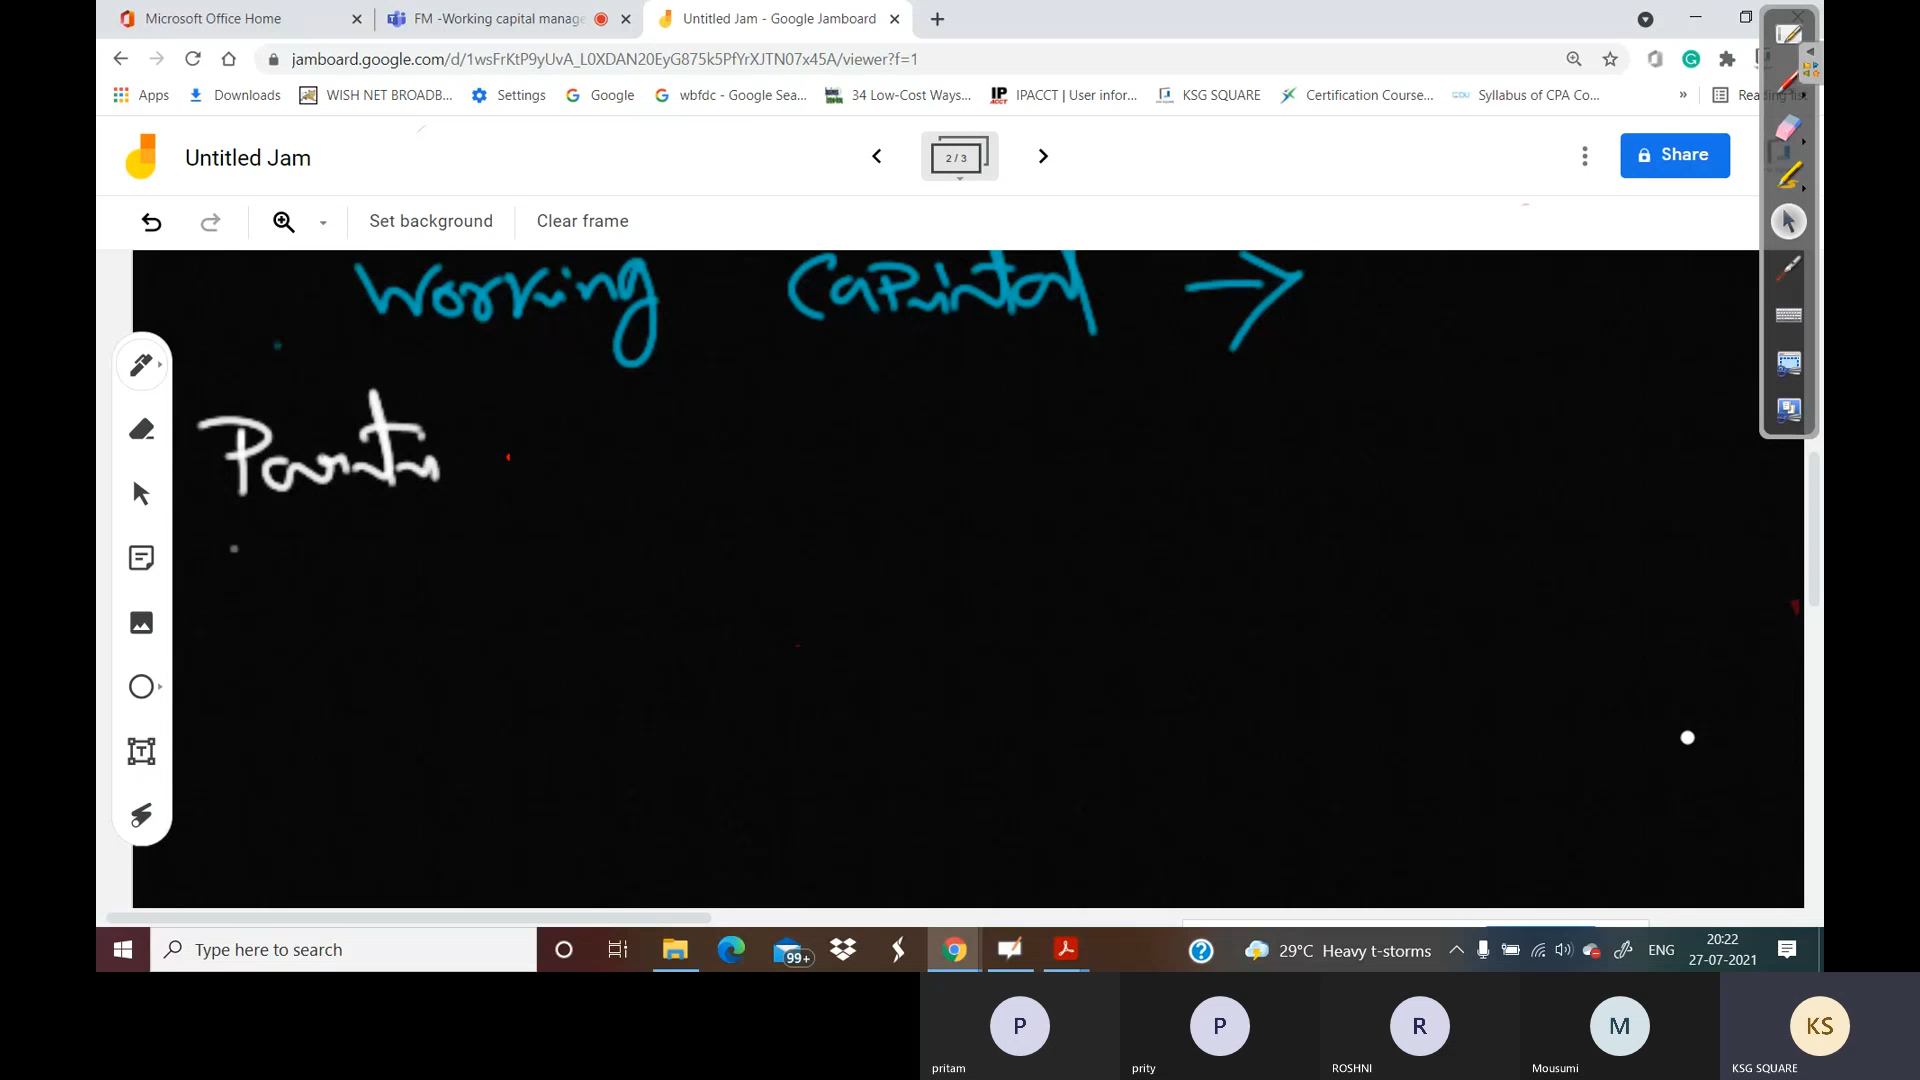 Microsoft Office Home
FM -Working capital manage
Untitled Jam - Google Jamboard
jamboard.google.com/d/1wsFrKtP9yUvA_L0XDAN20EyG875k5PfYrXJTN07x45A/viewer?f=1
Apps
Downloads
WISH NET BROADB...
Settings
Google
wbfdc - Google Sea...
34 Low-Cost Ways...
IP ACCT
IPACCT | User infor...
KSG SQUARE
Certification Course...
Syllabus of CPA Co...
»
Untitled Jam
2 / 3
Share
Set background
Clear frame
Working Capital →
Type here to search
99+
29°C Heavy t-storms
ENG
20:22
27-07-2021
P
P
R
M
KS
pritam
prity
ROSHNI
Mousumi
KSG SQUARE